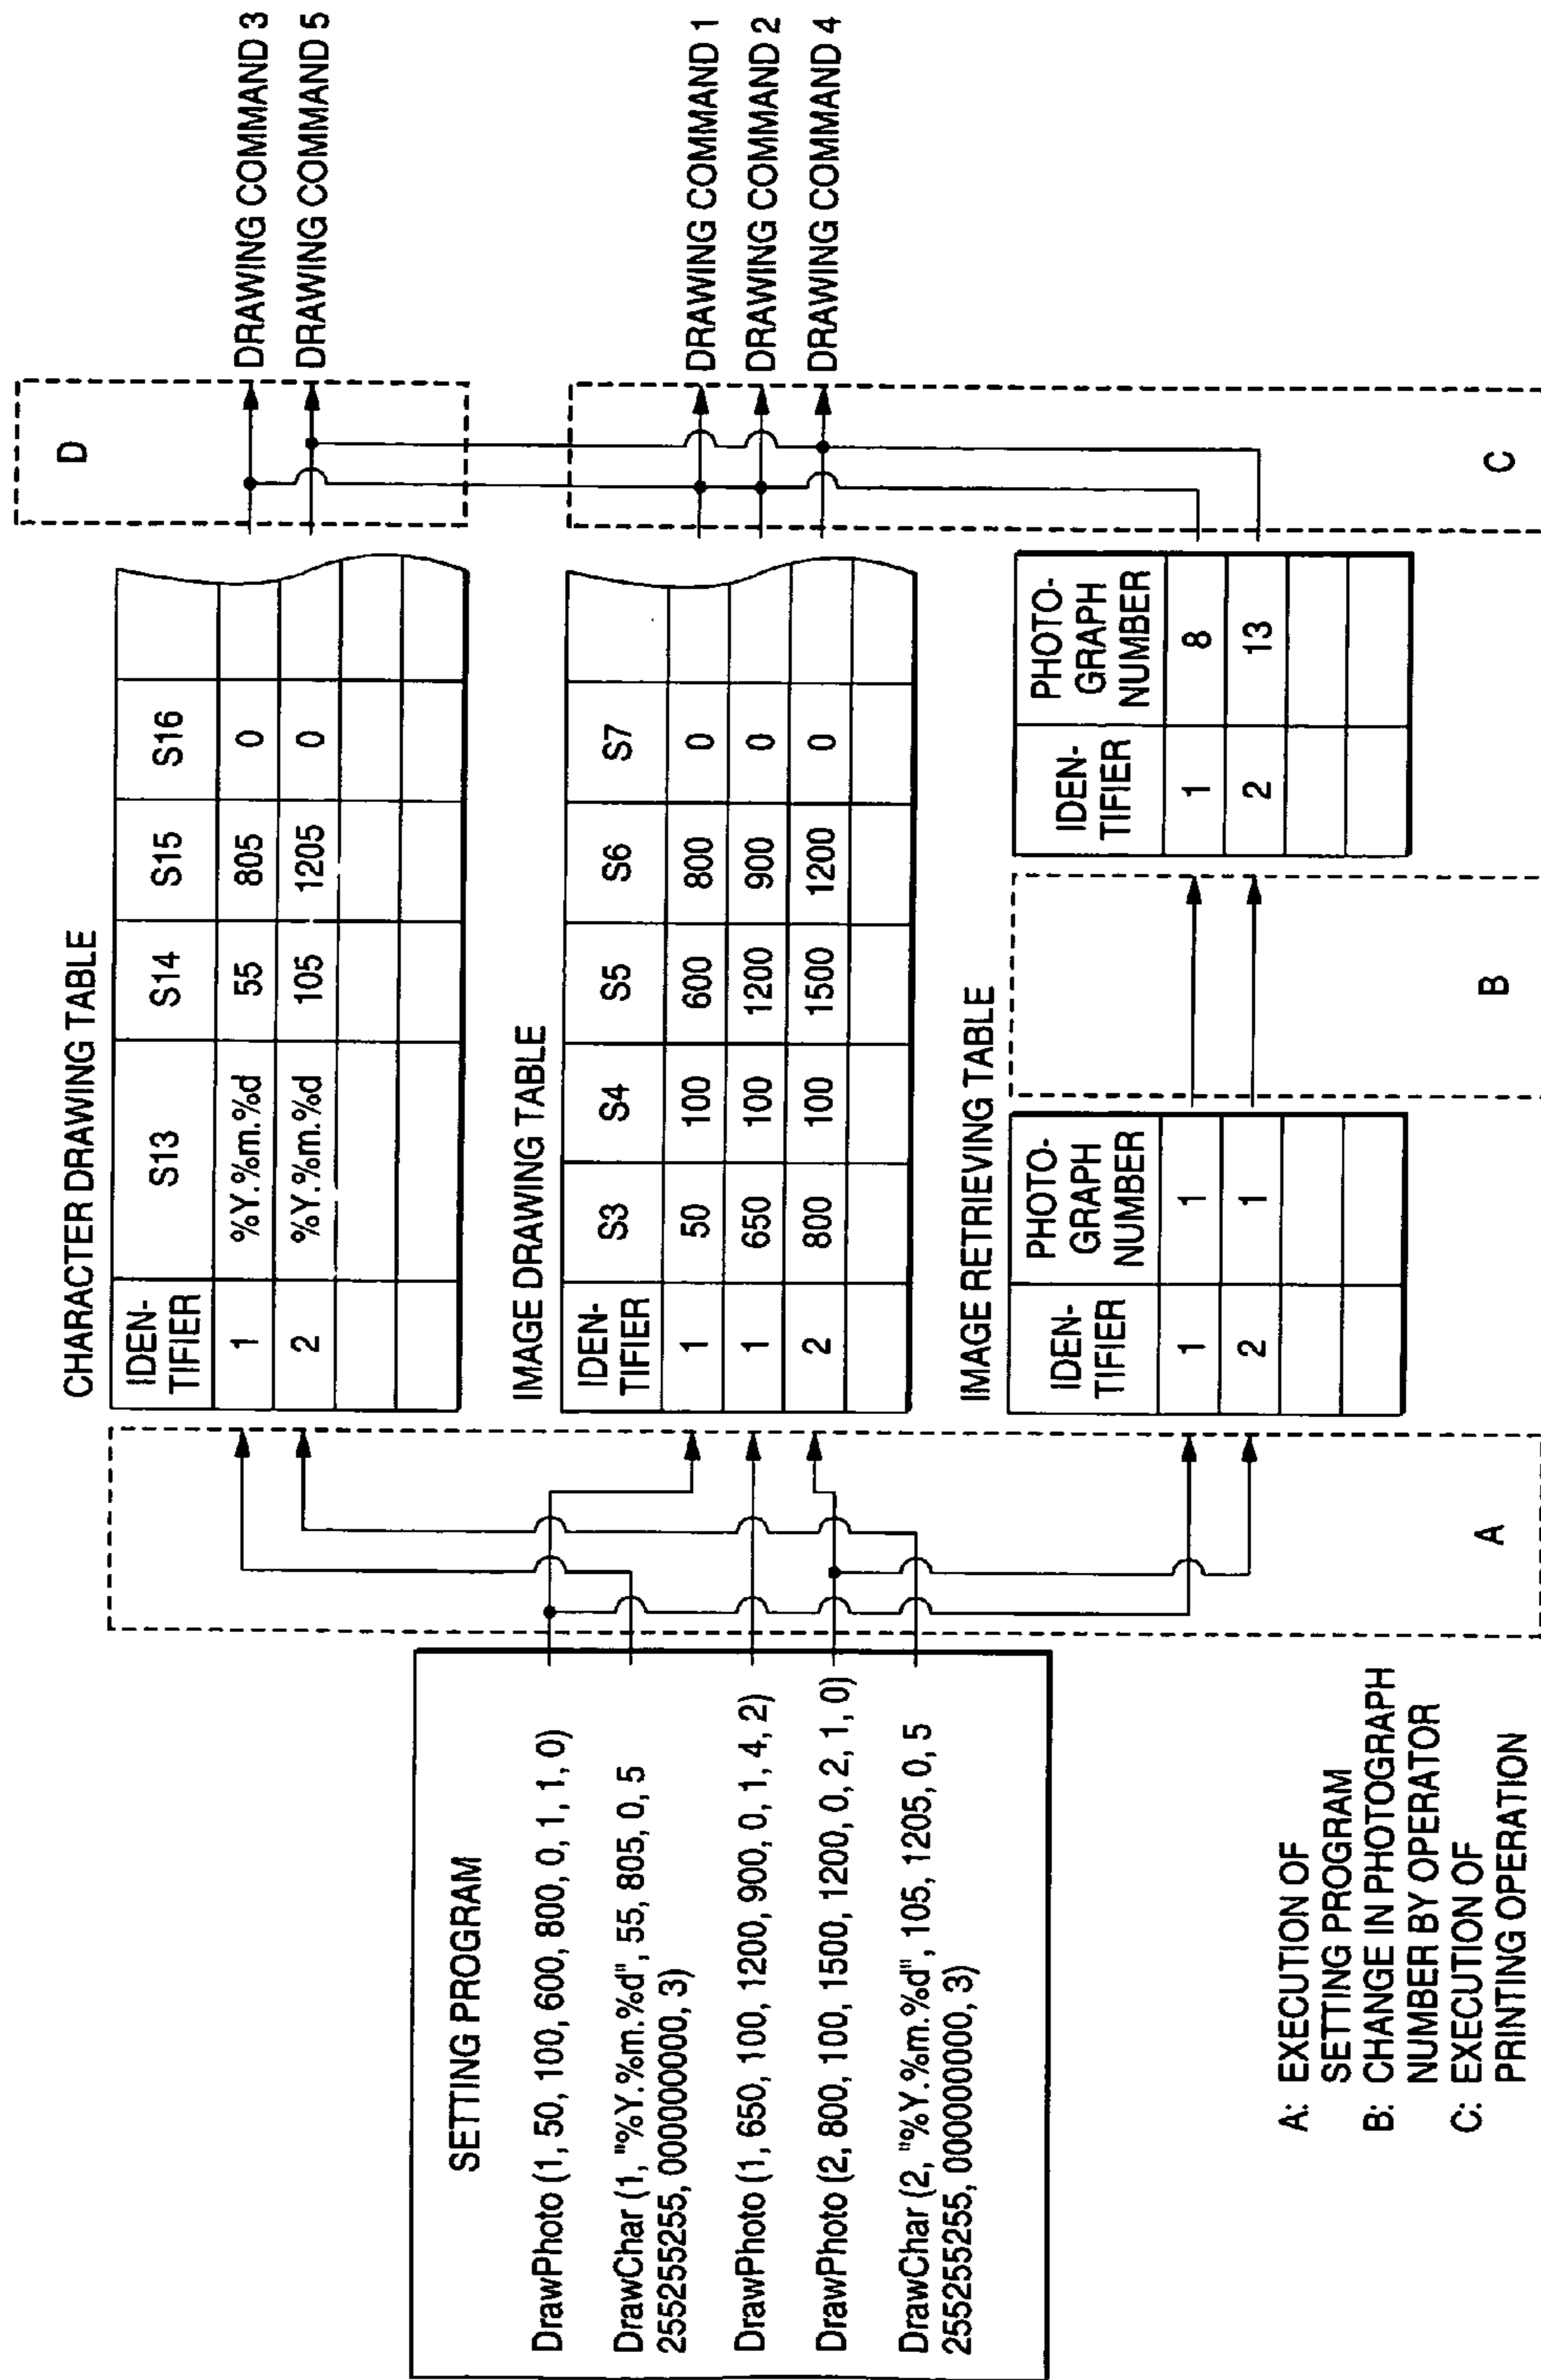 SETTING PROGRAM
DrawPhoto (1, 50, 100, 600, 800, 0, 1, 1, 0)
DrawChar (1, "%Y.%m.%d", 55, 805, 0, 5
255255255, 00000000, 3)
DrawPhoto (1, 650, 100, 1200, 900, 0, 1, 4, 2)
DrawPhoto (2, 800, 100, 1500, 1200, 0, 2, 1, 0)
DrawChar (2, "%Y.%m.%d", 105, 1205, 0, 5
255255255, 00000000, 3)
A: EXECUTION OF
SETTING PROGRAM
B: CHANGE IN PHOTOGRAPH
NUMBER BY OPERATOR
C: EXECUTION OF
PRINTING OPERATION
A
CHARACTER DRAWING TABLE
IDEN-
TIFIER S13 S14 S15 S16
1 %Y.%m.%d 55 805 0
2 %Y.%m.%d 105 1205 0
IMAGE DRAWING TABLE
IDEN-
TIFIER S3 S4 S5 S6 S7
1 50 100 600 800 0
1 650 100 1200 900 0
2 800 100 1500 1200 0
IMAGE RETRIEVING TABLE
IDEN-
TIFIER PHOTO-
GRAPH
NUMBER
1 1
2 1
B
IDEN-
TIFIER PHOTO-
GRAPH
NUMBER
1 8
2 13
D
C
DRAWING COMMAND 3
DRAWING COMMAND 5
DRAWING COMMAND 1
DRAWING COMMAND 2
DRAWING COMMAND 4